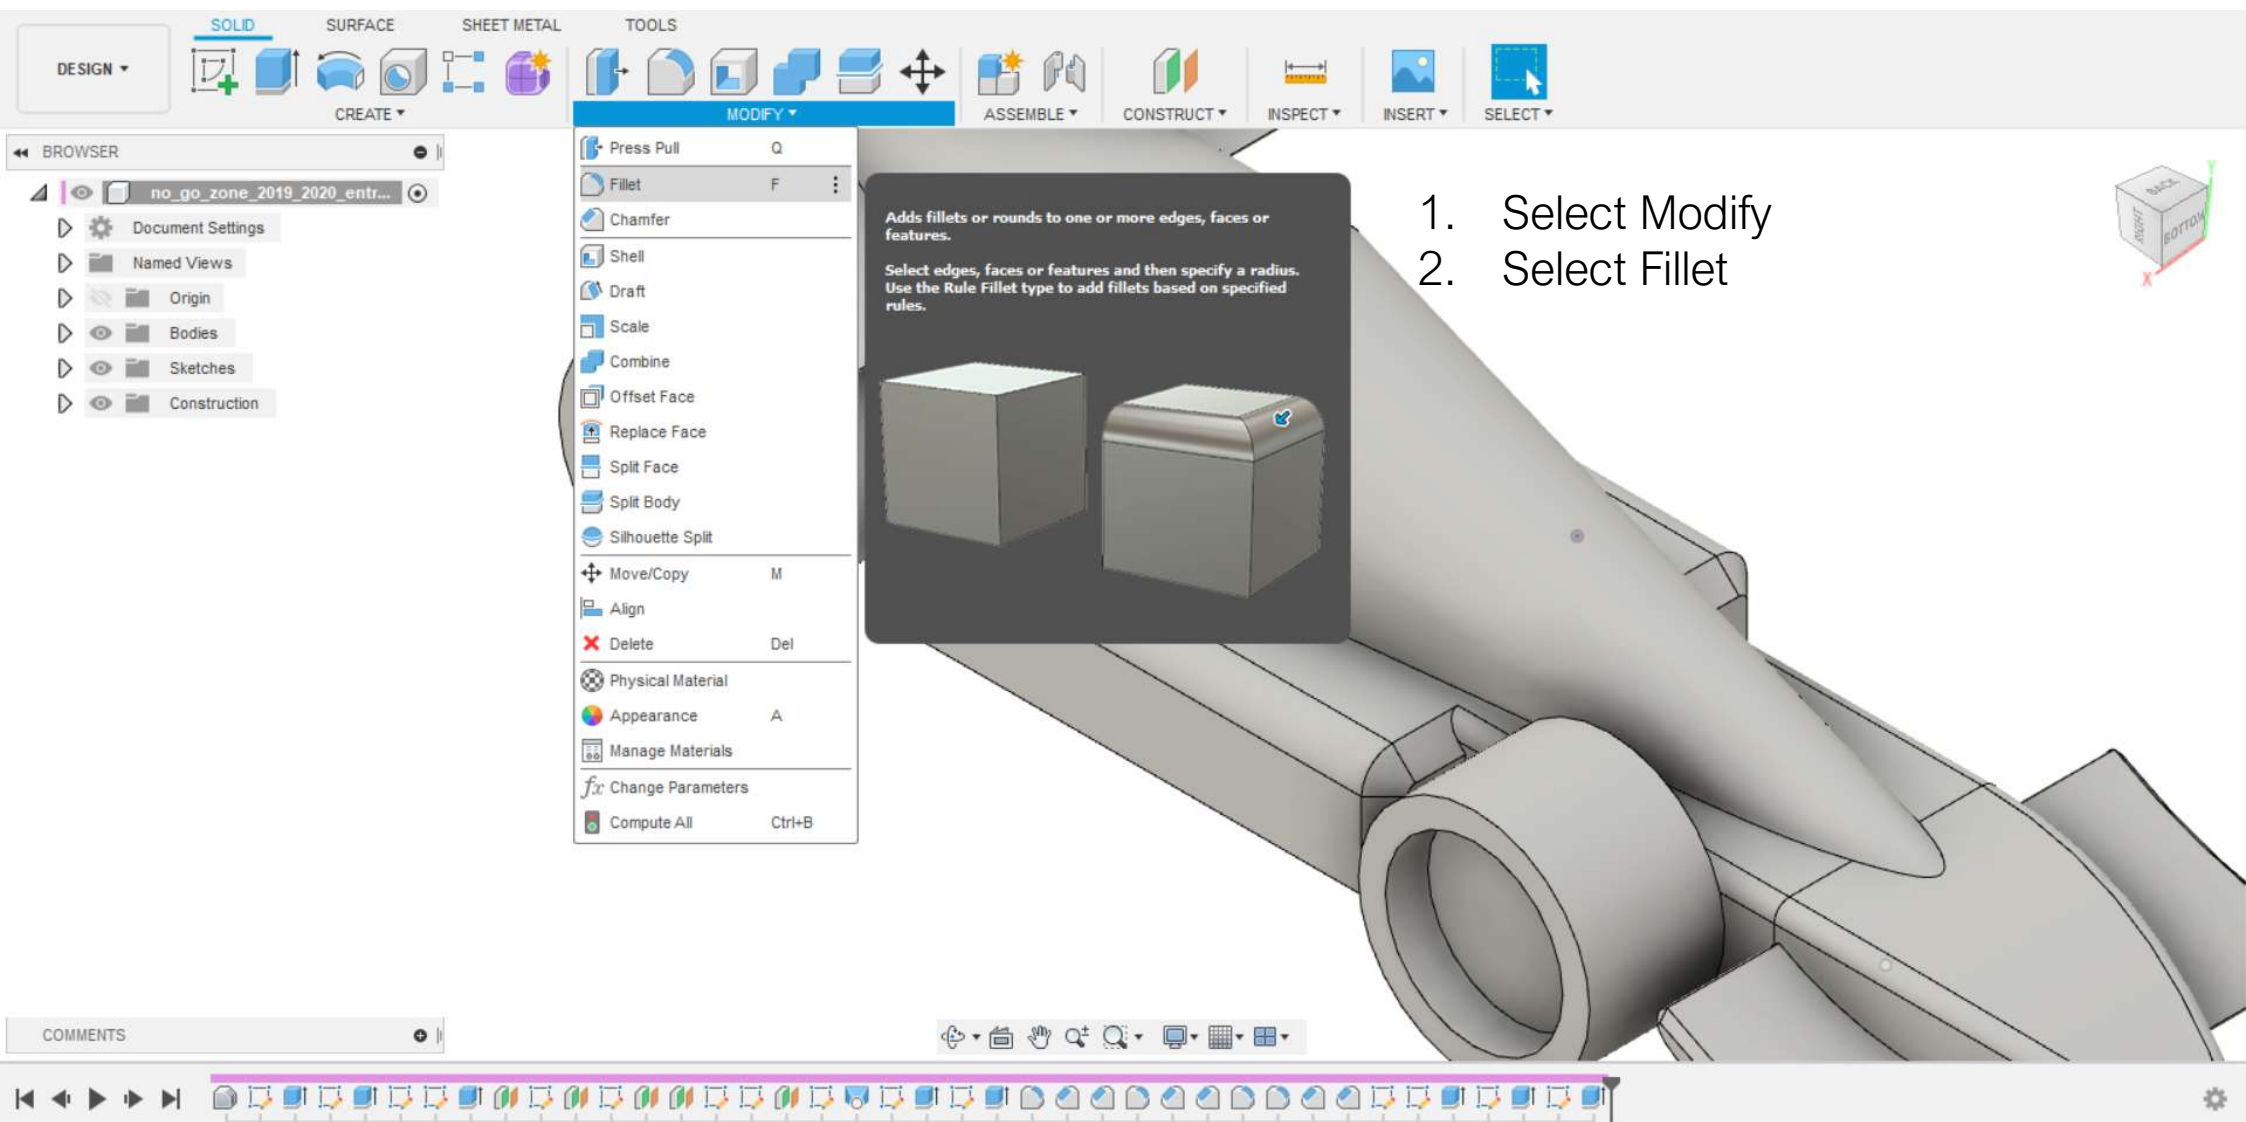 SOLID SURFACE SHEET METAL TOOLS
DESIGN ▾
CREATE ▾ MODIFY ▾ ASSEMBLE ▾ CONSTRUCT ▾ INSPECT ▾ INSERT ▾ SELECT ▾
BROWSER
no_go_zone_2019_2020_entr...
Document Settings
Named Views
Origin
Bodies
Sketches
Construction
Press Pull Q
Fillet F
Chamfer
Shell
Draft
Scale
Combine
Offset Face
Replace Face
Split Face
Split Body
Silhouette Split
Move/Copy M
Align
Delete Del
Physical Material
Appearance A
Manage Materials
Change Parameters
Compute All Ctrl+B
Adds fillets or rounds to one or more edges, faces or
features.
Select edges, faces or features and then specify a radius.
Use the Rule Fillet type to add fillets based on specified
rules.
1. Select Modify
2. Select Fillet
Y
BACK
RIGHT
BOTTOM
X
COMMENTS